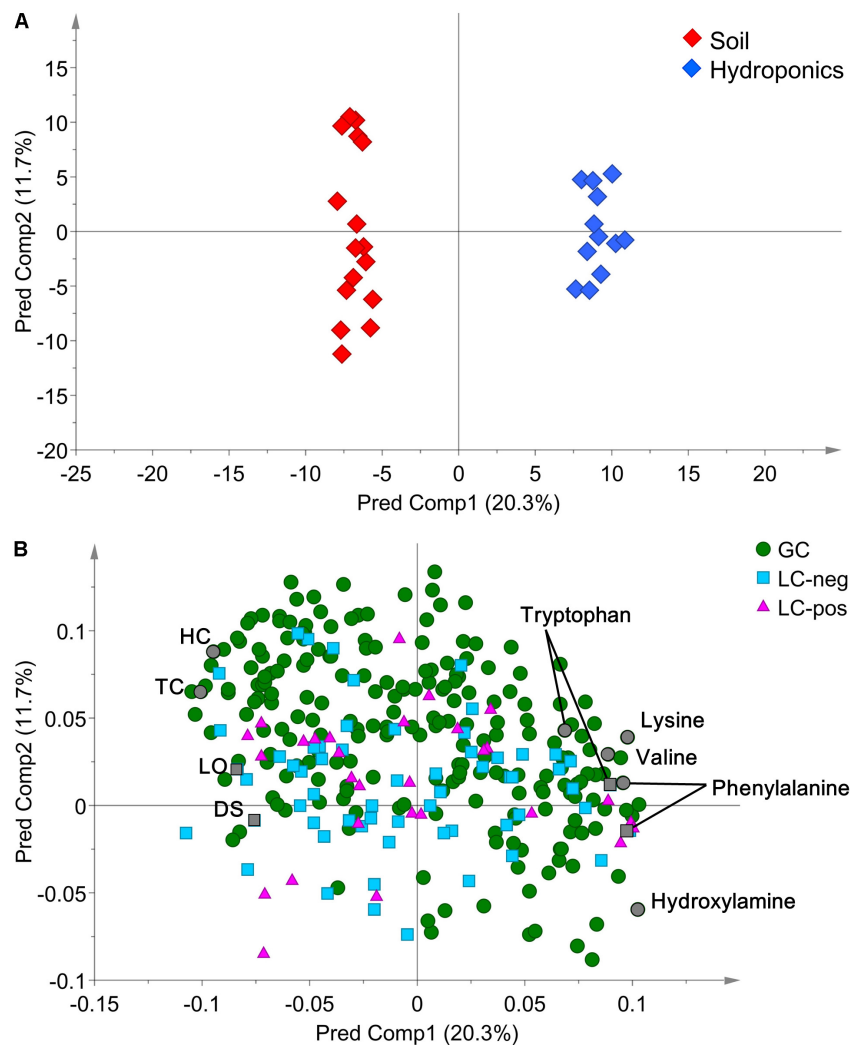 A
Soil
Hydroponics
Pred Comp2 (11.7%)
15
10
5
0
-5
-10
-15
-20
-25 -20 -15 -10 -5 0 5 10 15 20
Pred Comp1 (20.3%)
B
GC
LC-neg
LC-pos
Pred Comp2 (11.7%)
0.1
0.05
0
-0.05
-0.1
HC
TC
LO
DS
Tryptophan
Lysine
Valine
Phenylalanine
Hydroxylamine
-0.15 -0.1 -0.05 0 0.05 0.1
Pred Comp1 (20.3%)